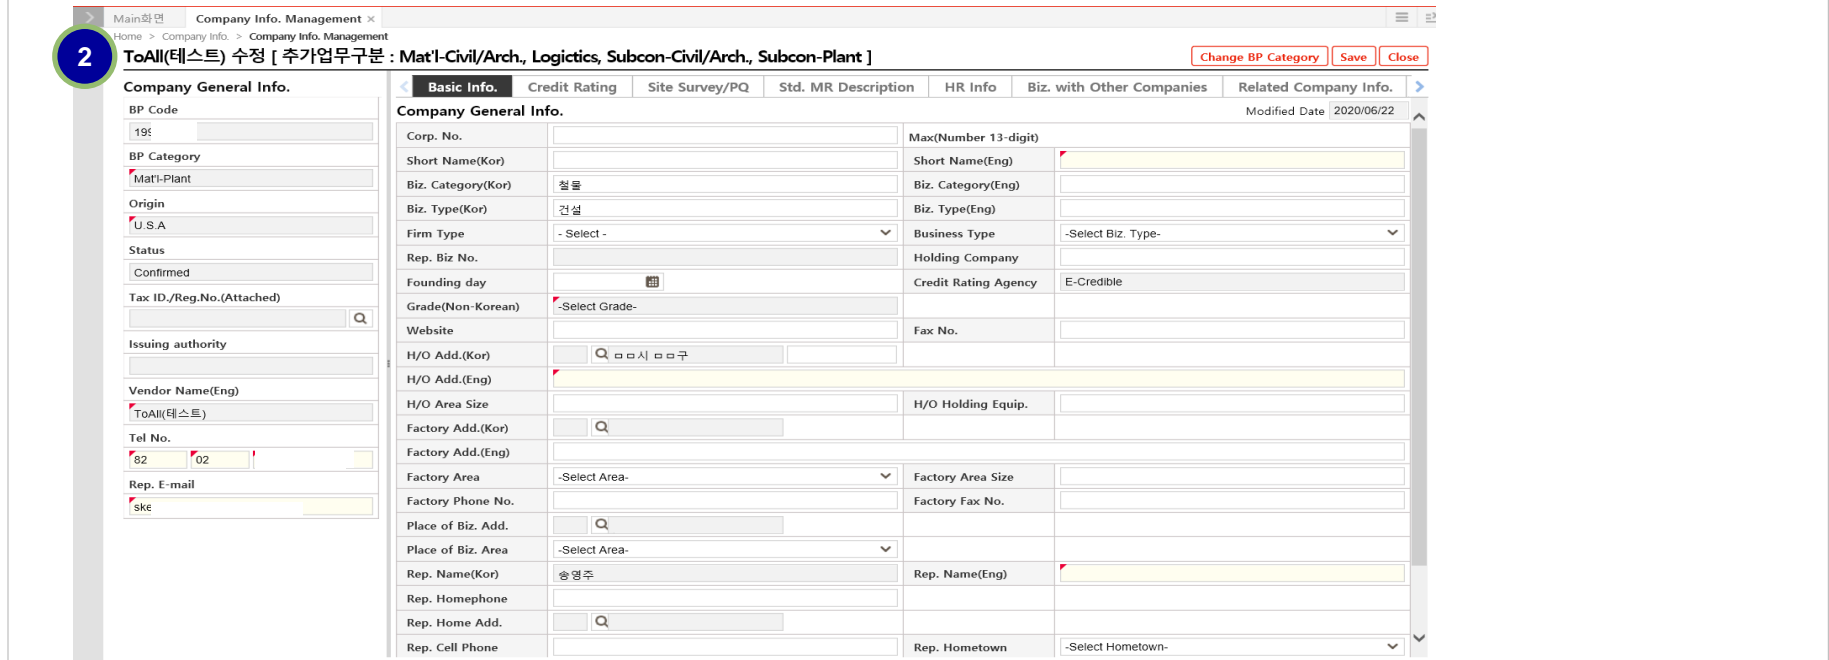 Main화면 Company Info. Management ×
Home > Company Info. > Company Info. Management
2
ToAll(테스트) 수정 [ 추가업무구분 : Mat'l-Civil/Arch., Logistics, Subcon-Civil/Arch., Subcon-Plant ]
Change BP Category Save Close
Company General Info.
BP Code
199
BP Category
Mat'l-Plant
Origin
U.S.A
Status
Confirmed
Tax ID./Reg.No.(Attached)
Issuing authority
Vendor Name(Eng)
ToAll(테스트)
Tel No.
82 02
Rep. E-mail
ske
Basic Info. Credit Rating Site Survey/PQ Std. MR Description HR Info Biz. with Other Companies Related Company Info.
Company General Info. Modified Date 2020/06/22
Corp. No. Max(Number 13-digit)
Short Name(Kor) Short Name(Eng)
Biz. Category(Kor) 철물 Biz. Category(Eng)
Biz. Type(Kor) 건설 Biz. Type(Eng)
Firm Type - Select - Business Type -Select Biz. Type-
Rep. Biz No. Holding Company
Founding day Credit Rating Agency E-Credible
Grade(Non-Korean) -Select Grade-
Website Fax No.
H/O Add.(Kor) ㅁㅁ시 ㅁㅁ구
H/O Add.(Eng)
H/O Area Size H/O Holding Equip.
Factory Add.(Kor)
Factory Add.(Eng)
Factory Area -Select Area- Factory Area Size
Factory Phone No. Factory Fax No.
Place of Biz. Add.
Place of Biz. Area -Select Area-
Rep. Name(Kor) 송영주 Rep. Name(Eng)
Rep. Homephone
Rep. Home Add.
Rep. Cell Phone Rep. Hometown -Select Hometown-